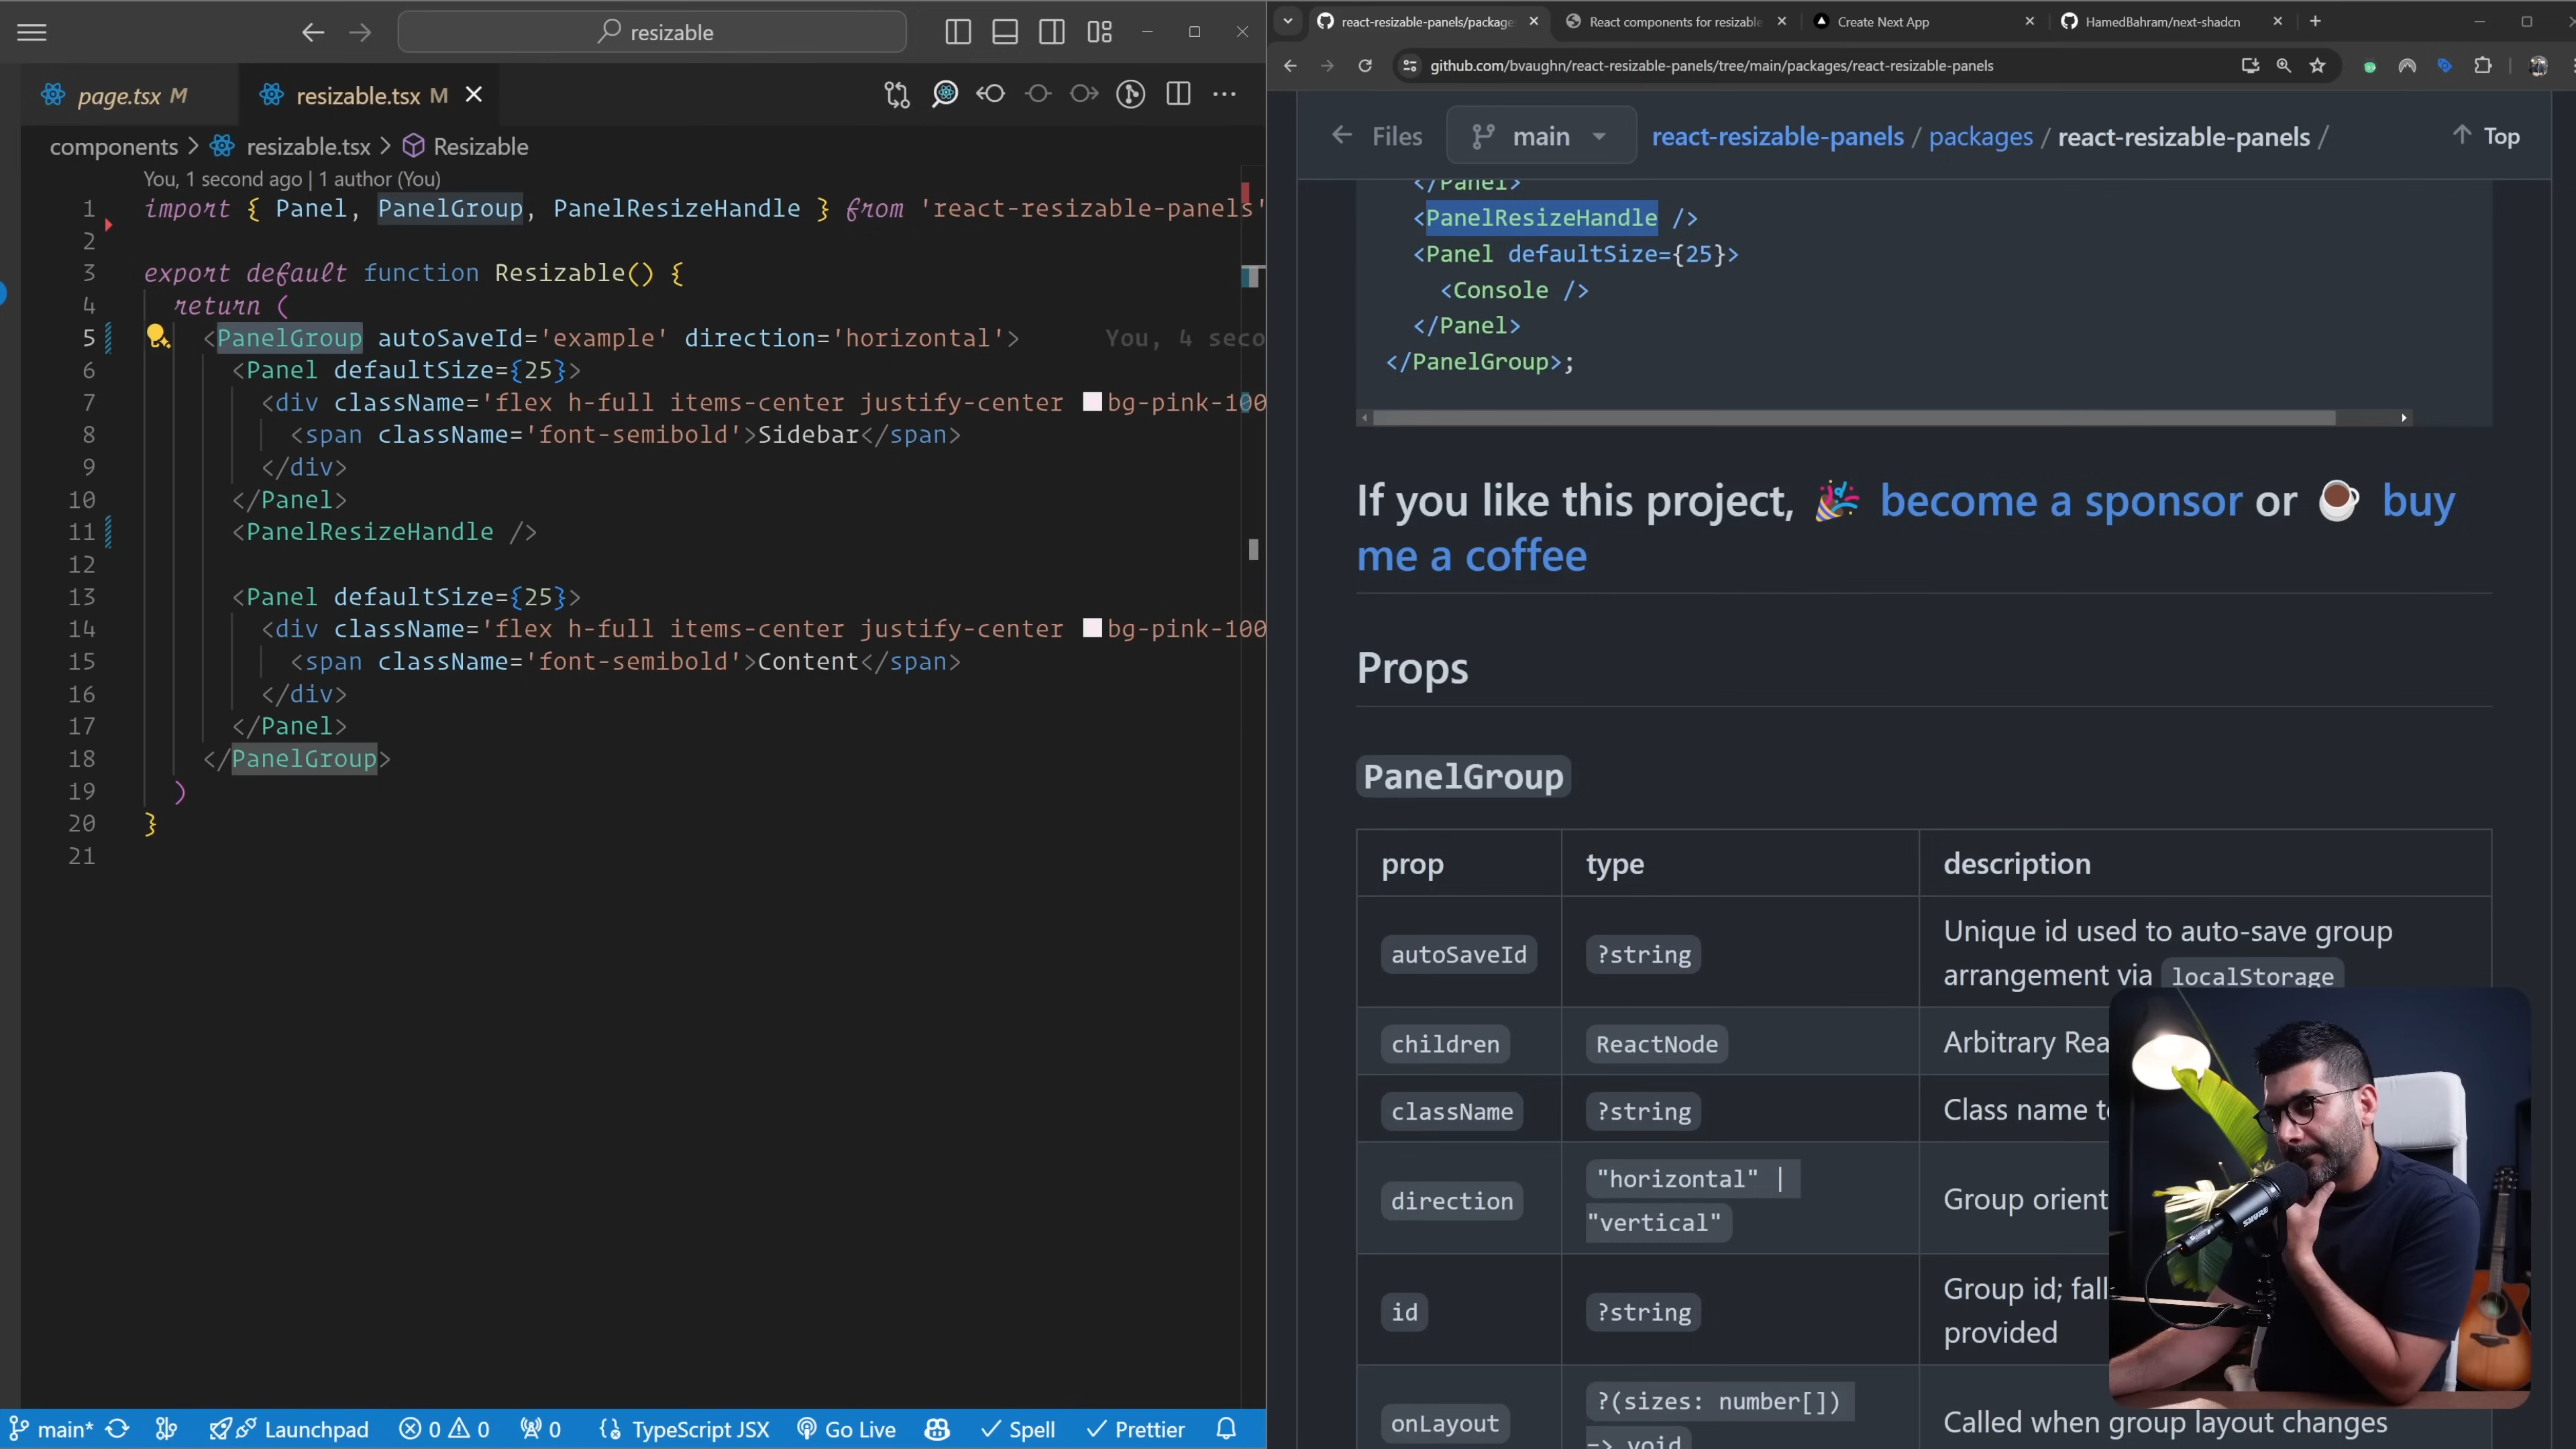 resizable
page.tsx M
resizable.tsx M
components > resizable.tsx > Resizable
You, 1 second ago | 1 author (You)
1 import { Panel, PanelGroup, PanelResizeHandle } from 'react-resizable-panels'
2
3 export default function Resizable() {
4 return (
5 <PanelGroup autoSaveId='example' direction='horizontal'> You, 4 seco
6 <Panel defaultSize={25}>
7 <div className='flex h-full items-center justify-center bg-pink-100
8 <span className='font-semibold'>Sidebar</span>
9 </div>
10 </Panel>
11 <PanelResizeHandle />
12
13 <Panel defaultSize={25}>
14 <div className='flex h-full items-center justify-center bg-pink-100
15 <span className='font-semibold'>Content</span>
16 </div>
17 </Panel>
18 </PanelGroup>
19 )
20 }
21
main* Launchpad 0 0 0 TypeScript JSX Go Live Spell Prettier
react-resizable-panels/package
React components for resizable
Create Next App
HamedBahram/next-shadcn
github.com/bvaughn/react-resizable-panels/tree/main/packages/react-resizable-panels
Files main react-resizable-panels / packages / react-resizable-panels / Top
</Panel>
<PanelResizeHandle />
<Panel defaultSize={25}>
<Console />
</Panel>
</PanelGroup>;
If you like this project, 🎉 become a sponsor or ☕ buy
me a coffee
Props
PanelGroup
prop type description
autoSaveId ?string Unique id used to auto-save group
arrangement via localStorage
children ReactNode Arbitrary Rea
className ?string Class name t
direction "horizontal" |
"vertical" Group orient
id ?string Group id; fall
provided
onLayout ?(sizes: number[])
=> void Called when group layout changes
SHURE